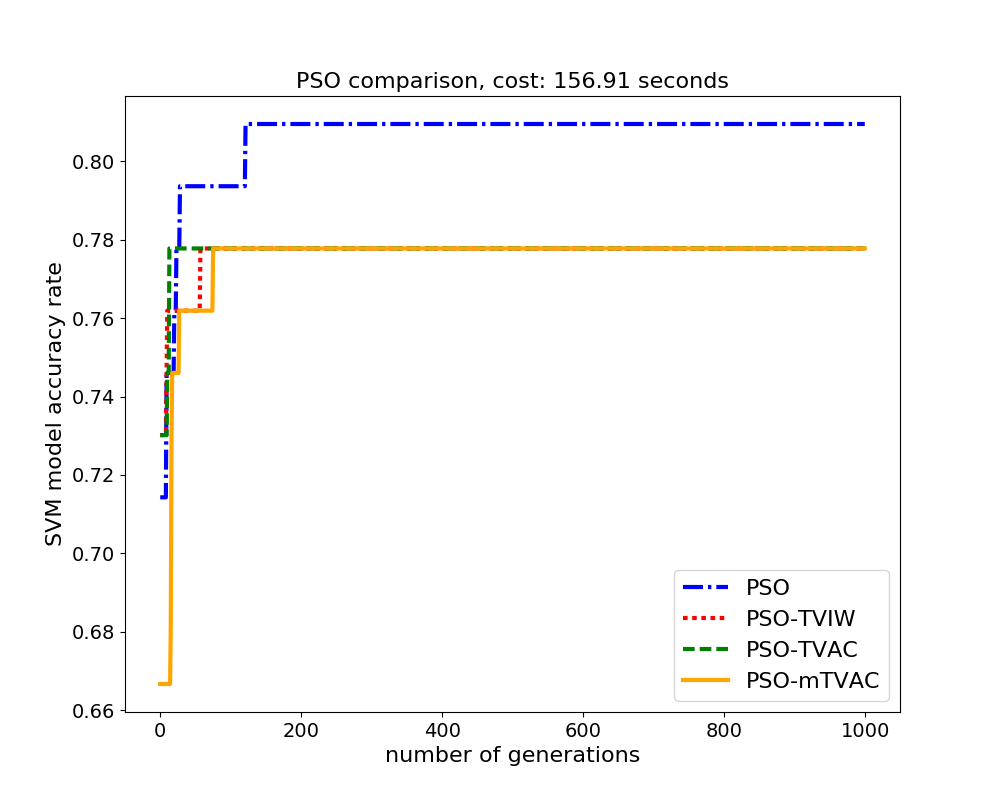 PSO comparison, cost: 156.91 seconds
SVM model accuracy rate
0.80
0.78
0.76
0.74
0.72
0.70
0.68
0.66
0 200 400 600 800 1000
number of generations
PSO
PSO-TVIW
PSO-TVAC
PSO-mTVAC